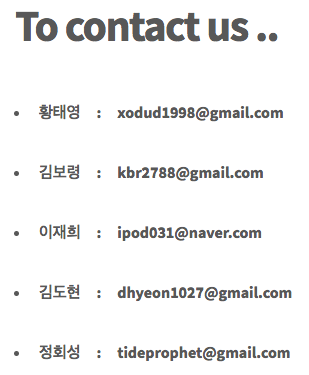 To contact us ..
황태영 : xodud1998@gmail.com
김보령 : kbr2788@gmail.com
이재희 : ipod031@naver.com
김도현 : dhyeon1027@gmail.com
정회성 : tideprophet@gmail.com